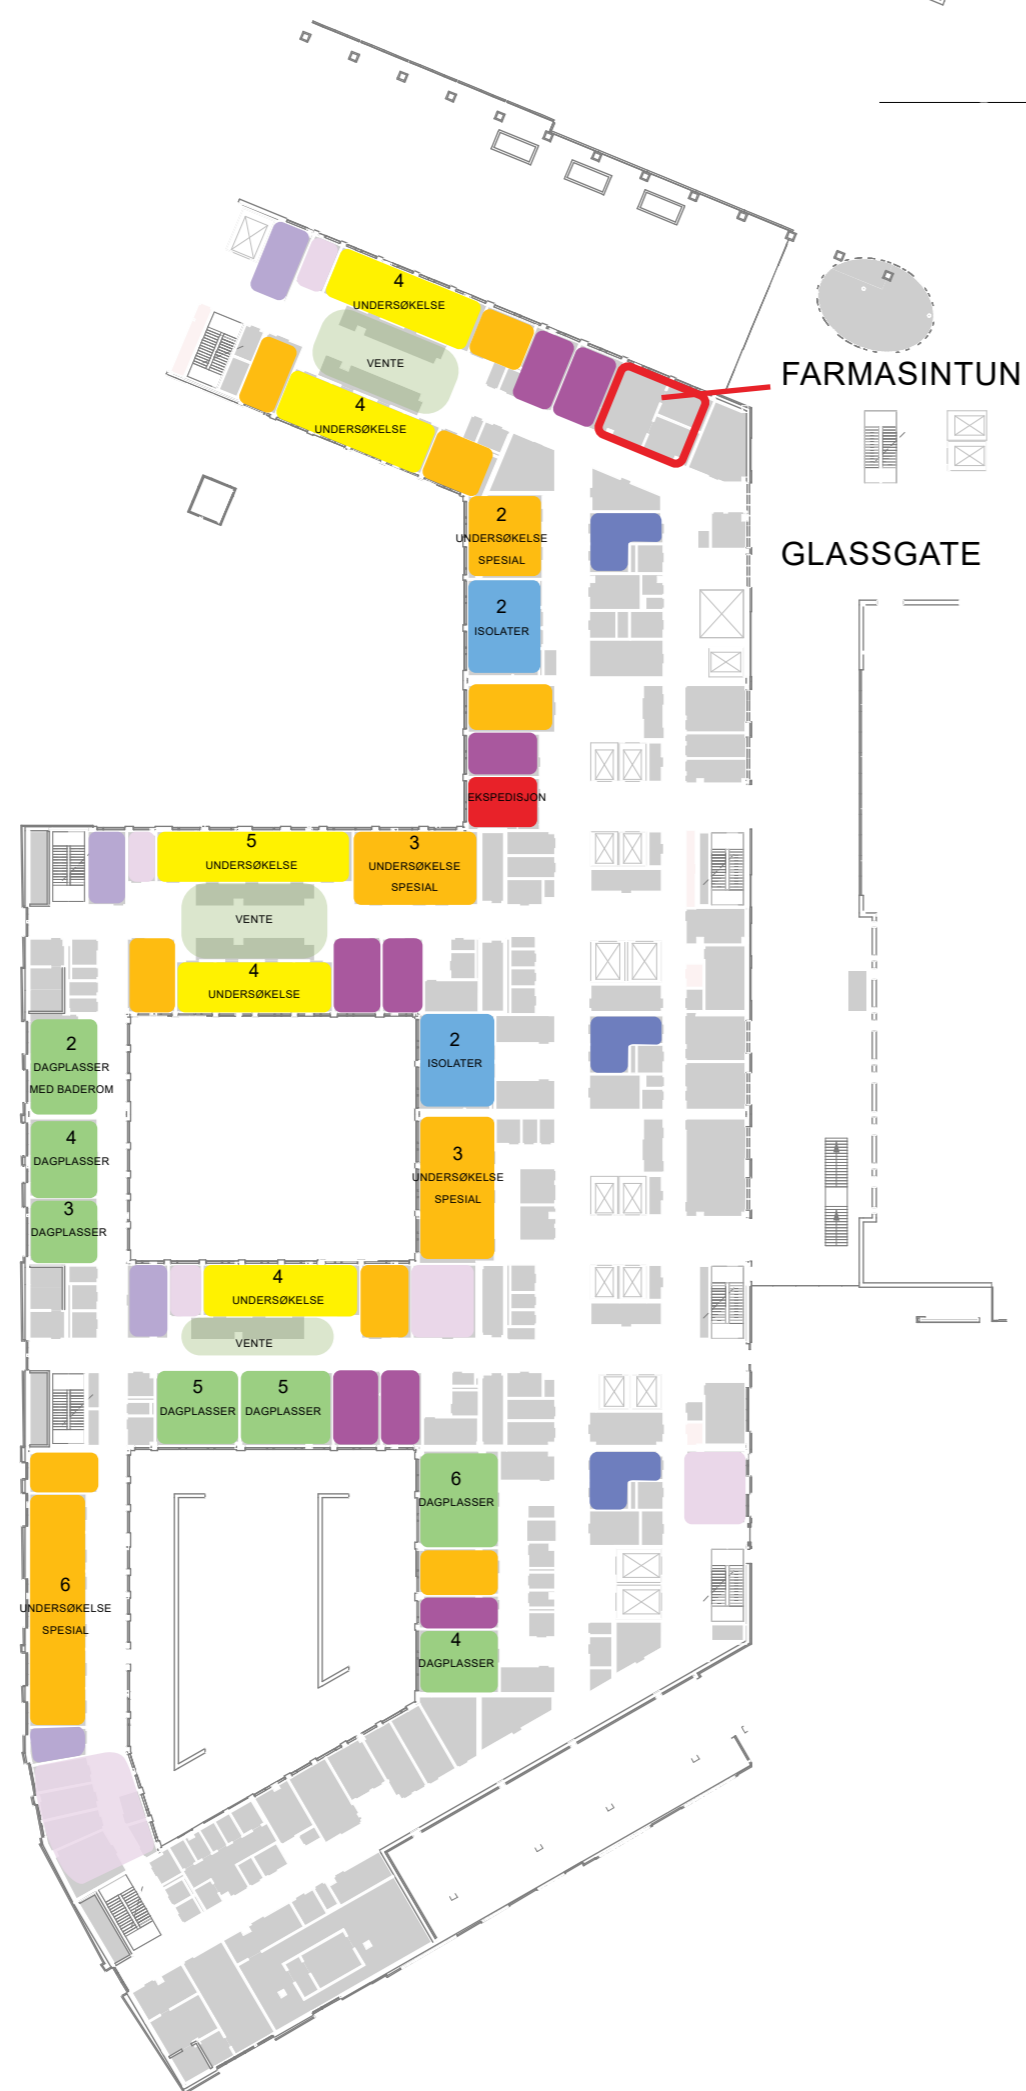 4
UNDERSØKELSE
VENTE
FARMASINTUN
4
UNDERSØKELSE
2
UNDERSØKELSE
SPESIAL
GLASSGATE
2
ISOLATER
EKSPEDISJON
5
UNDERSØKELSE
3
UNDERSØKELSE
SPESIAL
VENTE
4
UNDERSØKELSE
2
DAGPLASSER
MED BADEROM
2
ISOLATER
4
DAGPLASSER
3
UNDERSØKELSE
SPESIAL
3
DAGPLASSER
4
UNDERSØKELSE
VENTE
5
DAGPLASSER
5
DAGPLASSER
6
DAGPLASSER
6
UNDERSØKELSE
SPESIAL
4
DAGPLASSER